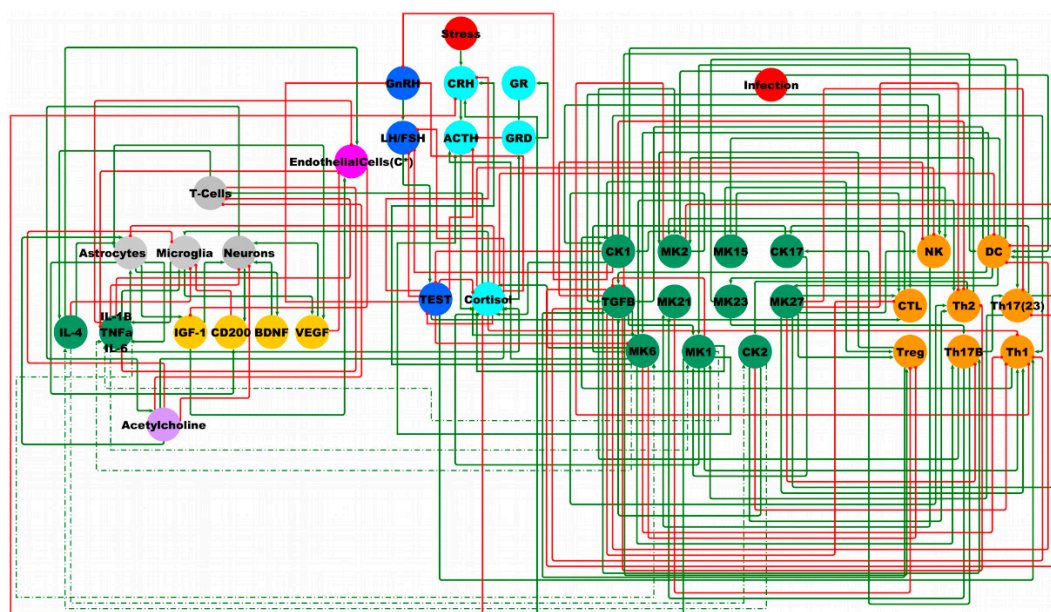 Stress
GnRH
CRH
GR
Infection
LH/FSH
ACTH
GRD
EndothelialCells(C*)
T-Cells
Astrocytes
Microglia
Neurons
CK1
MK2
MK15
CK17
NK
DC
TEST
Cortisol
TGFB
MK21
MK23
MK27
CTL
Th2
Th17(23)
IL-4
IL-1B
TNFa
IL-6
IGF-1
CD200
BDNF
VEGF
MK6
MK1
CK2
Treg
Th17B
Th1
Acetylcholine